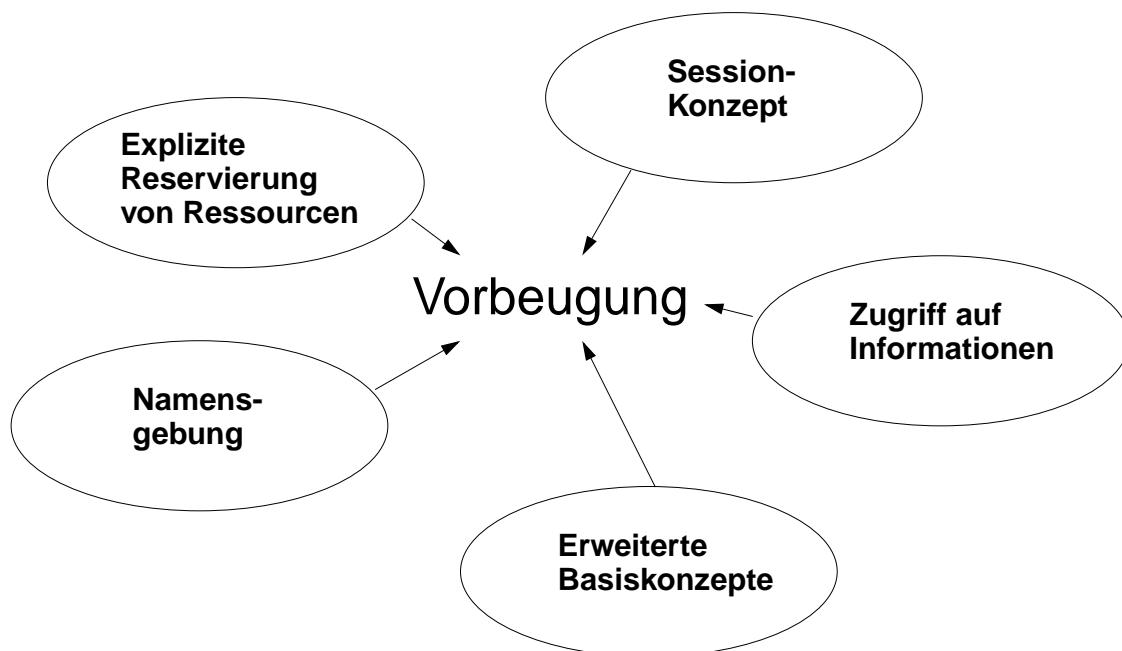 Session-
Konzept
Explizite
Reservierung
von Ressourcen
Vorbeugung
Zugriff auf
Informationen
Namens-
gebung
Erweiterte
Basiskonzepte